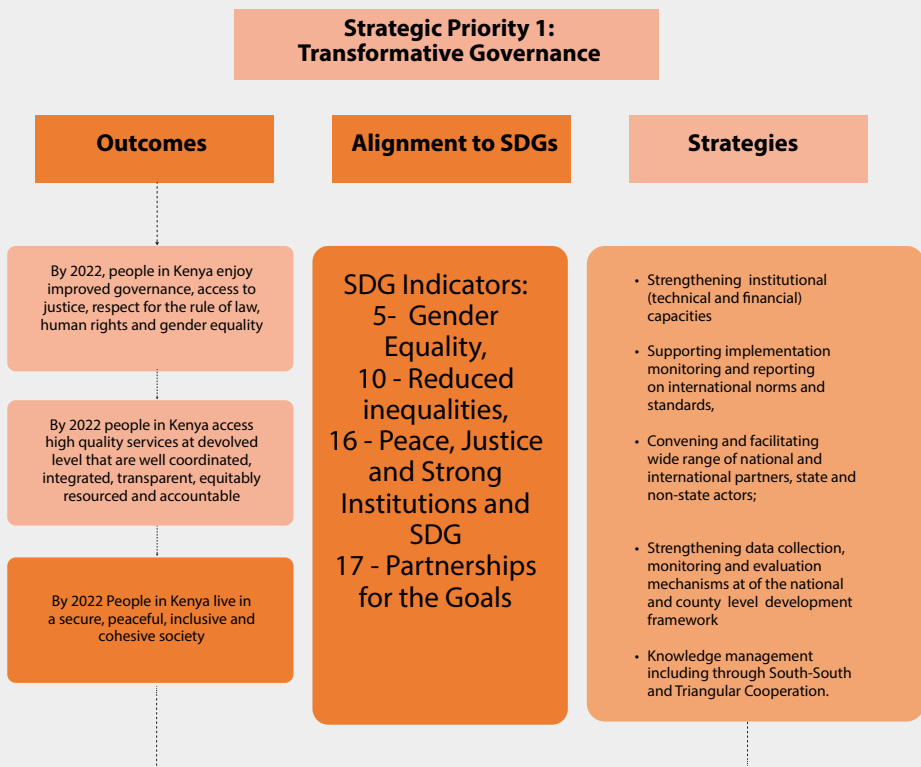 Strategic Priority 1:
Transformative Governance
Outcomes
By 2022, people in Kenya enjoy
improved governance, access to
justice, respect for the rule of law,
human rights and gender equality
By 2022 people in Kenya access
high quality services at devolved
level that are well coordinated,
integrated, transparent, equitably
resourced and accountable
By 2022 People in Kenya live in
a secure, peaceful, inclusive and
cohesive society
Alignment to SDGs
SDG Indicators:
5- Gender
Equality,
10 - Reduced
inequalities,
16 - Peace, Justice
and Strong
Institutions and
SDG
17 - Partnerships
for the Goals
Strategies
• Strengthening institutional
(technical and financial)
capacities
• Supporting implementation
monitoring and reporting
on international norms and
standards,
• Convening and facilitating
wide range of national and
international partners, state and
non-state actors;
• Strengthening data collection,
monitoring and evaluation
mechanisms at of the national
and county level development
framework
• Knowledge management
including through South-South
and Triangular Cooperation.